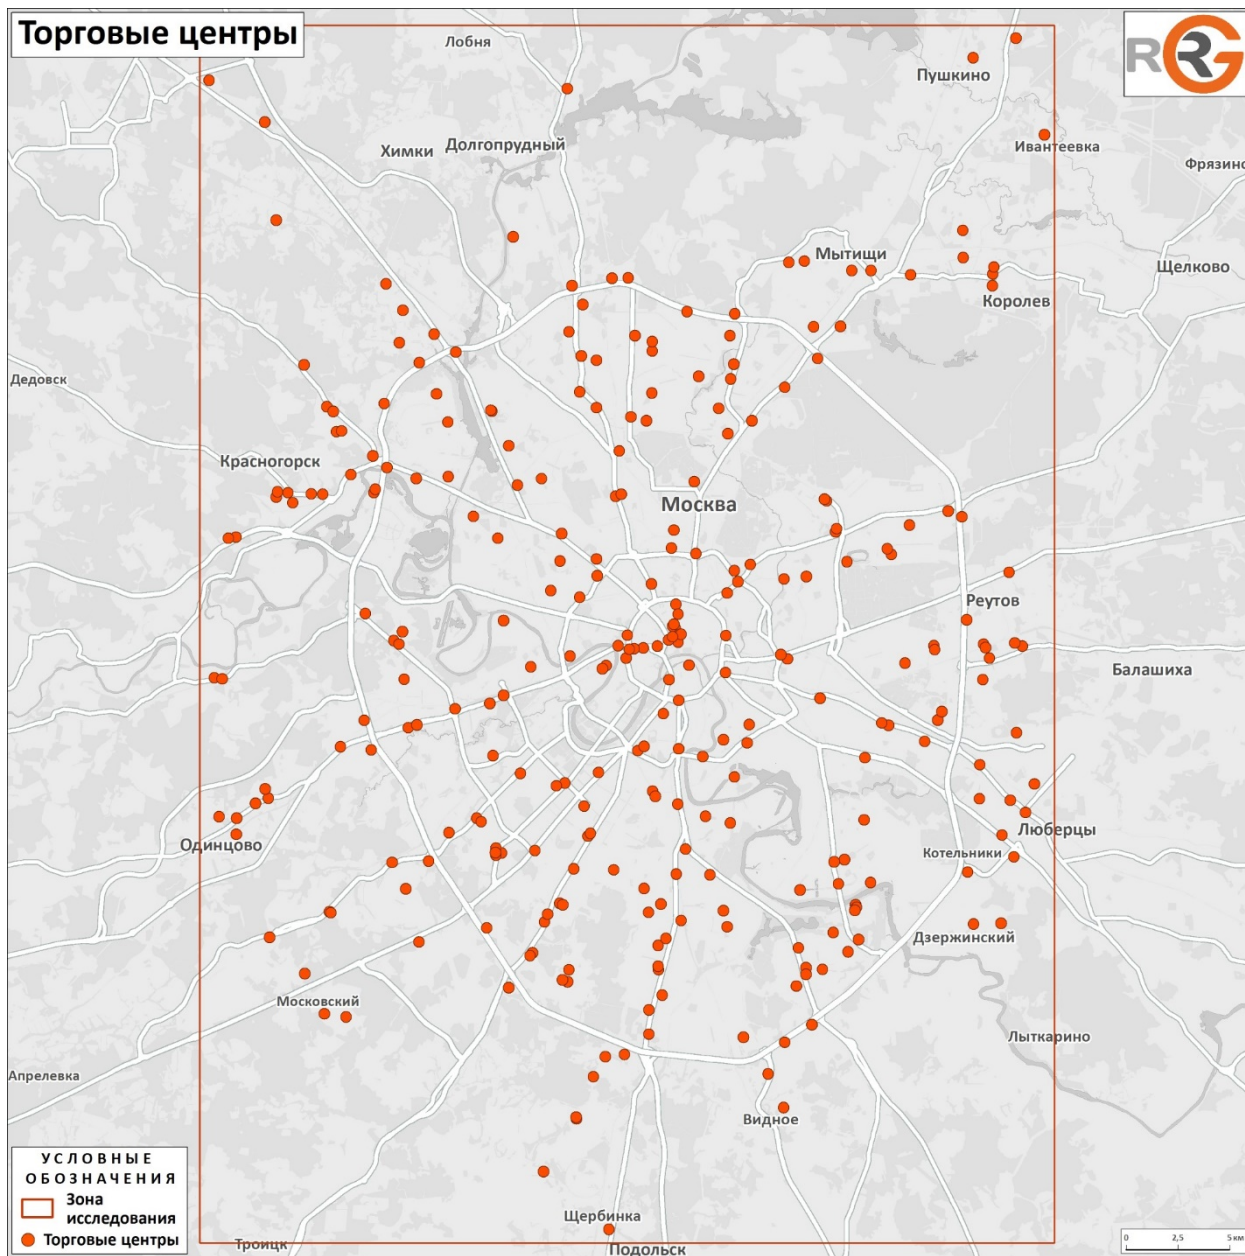 Торговые центры
Лобня
Пушкино
RRG
Ивантеевка
Химки
Долгопрудный
Фрязино
Мытищи
Щелково
Королев
Дедовск
Красногорск
Москва
Реутов
Балашиха
Одинцово
Люберцы
Котельники
Дзержинский
Московский
Лыткарино
Апрелевка
Видное
УСЛОВНЫЕ
ОБОЗНАЧЕНИЯ
Зона
исследования
Торговые центры
Щербинка
Троицк
Подольск
0 2,5 5 км